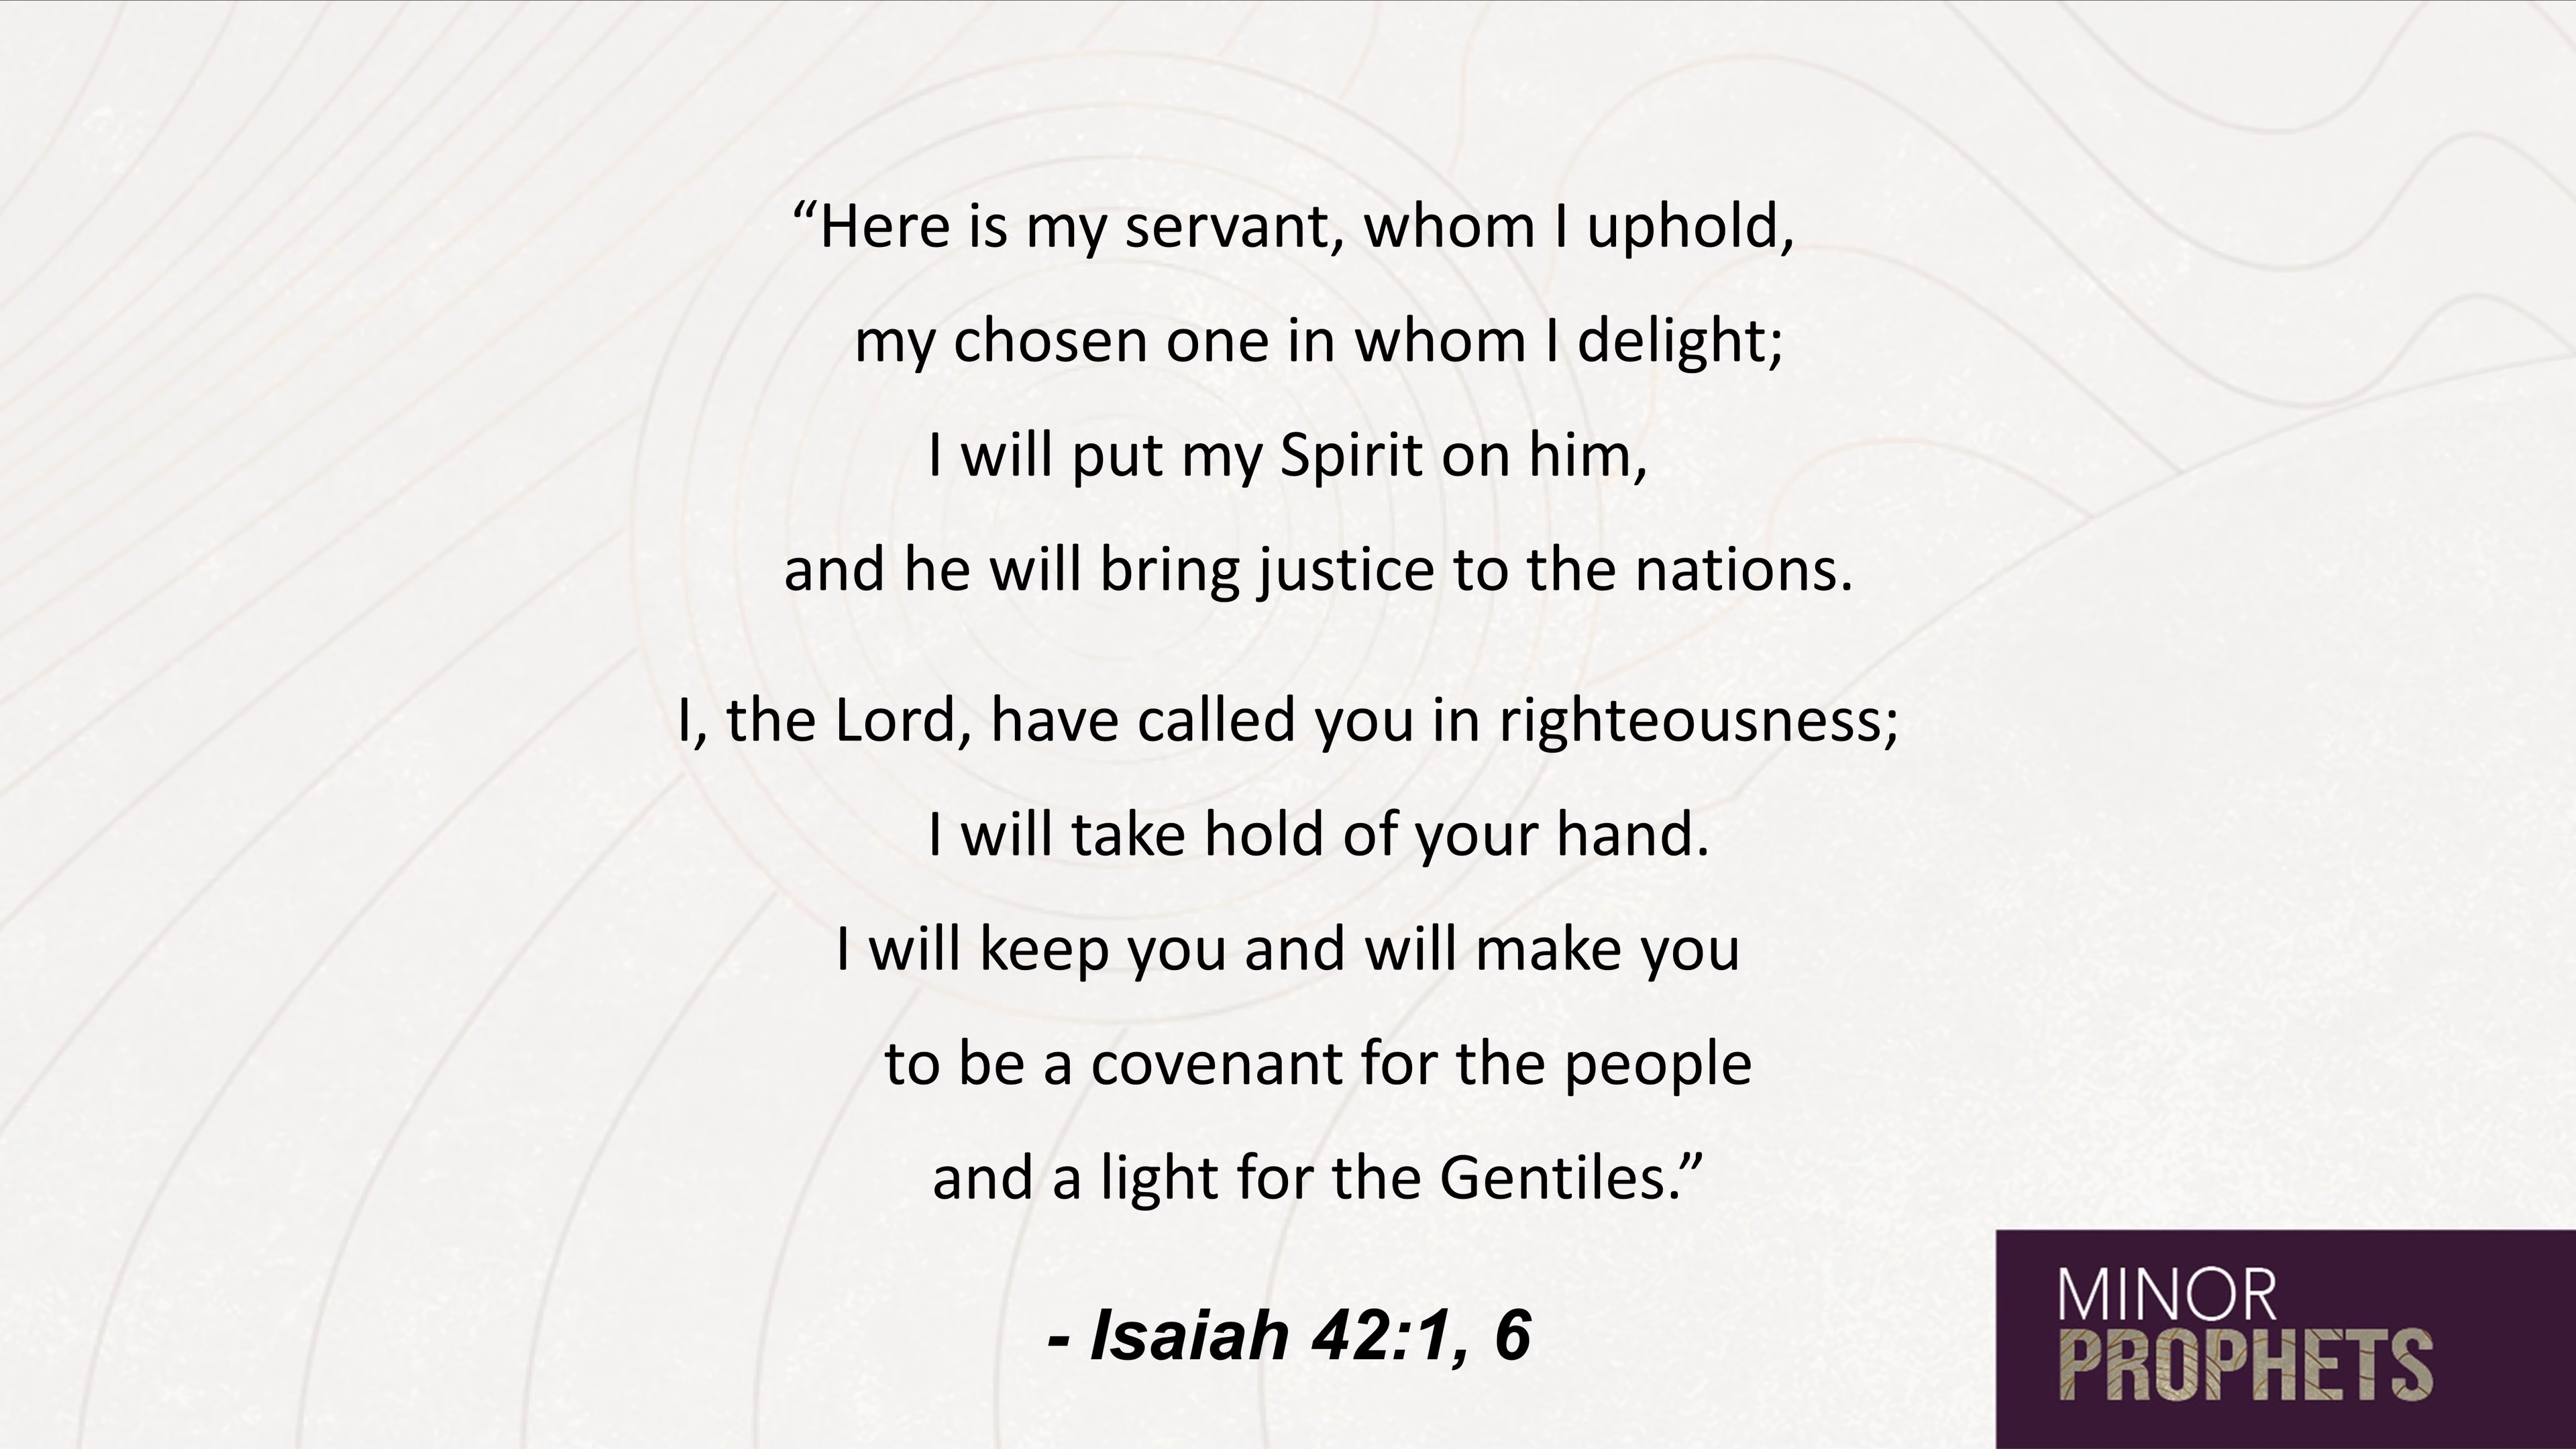 “Here is my servant, whom I uphold,
my chosen one in whom I delight;
I will put my Spirit on him,
and he will bring justice to the nations.
I, the Lord, have called you in righteousness;
I will take hold of your hand.
I will keep you and will make you
to be a covenant for the people
and a light for the Gentiles.”
- Isaiah 42:1, 6
MINOR
PROPHETS